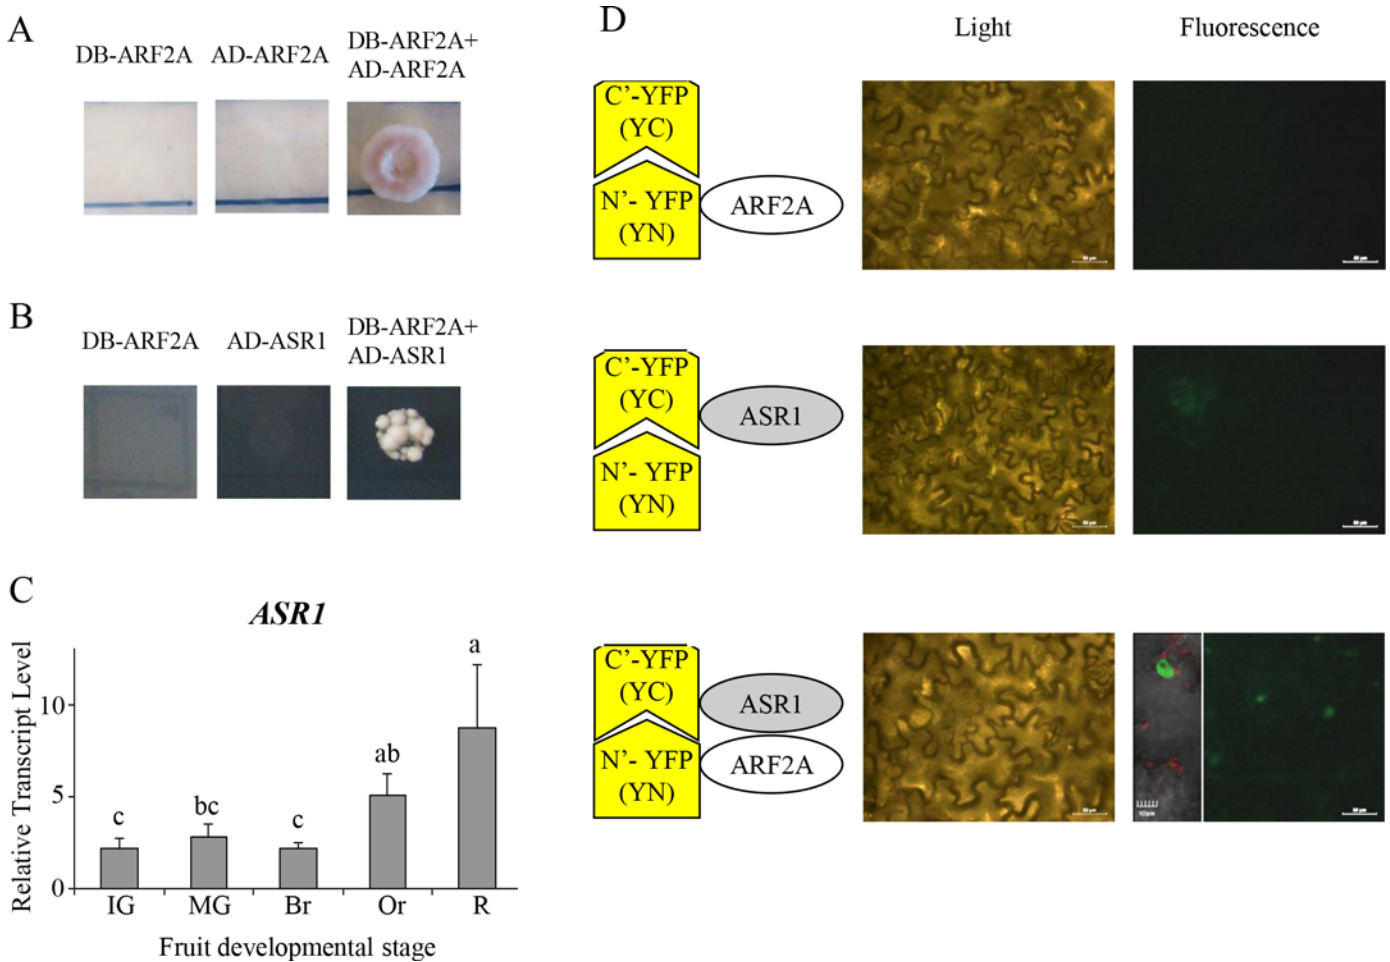 A
DB-ARF2A
AD-ARF2A
DB-ARF2A+
AD-ARF2A
B
DB-ARF2A
AD-ASR1
DB-ARF2A+
AD-ASR1
C
ASR1
Relative Transcript Level
10
5
0
c
bc
c
ab
a
IG
MG
Br
Or
R
Fruit developmental stage
D
Light
Fluorescence
C'-YFP
(YC)
N'- YFP
(YN)
ARF2A
C'-YFP
(YC)
ASR1
N'- YFP
(YN)
C'-YFP
(YC)
ASR1
N'- YFP
(YN)
ARF2A